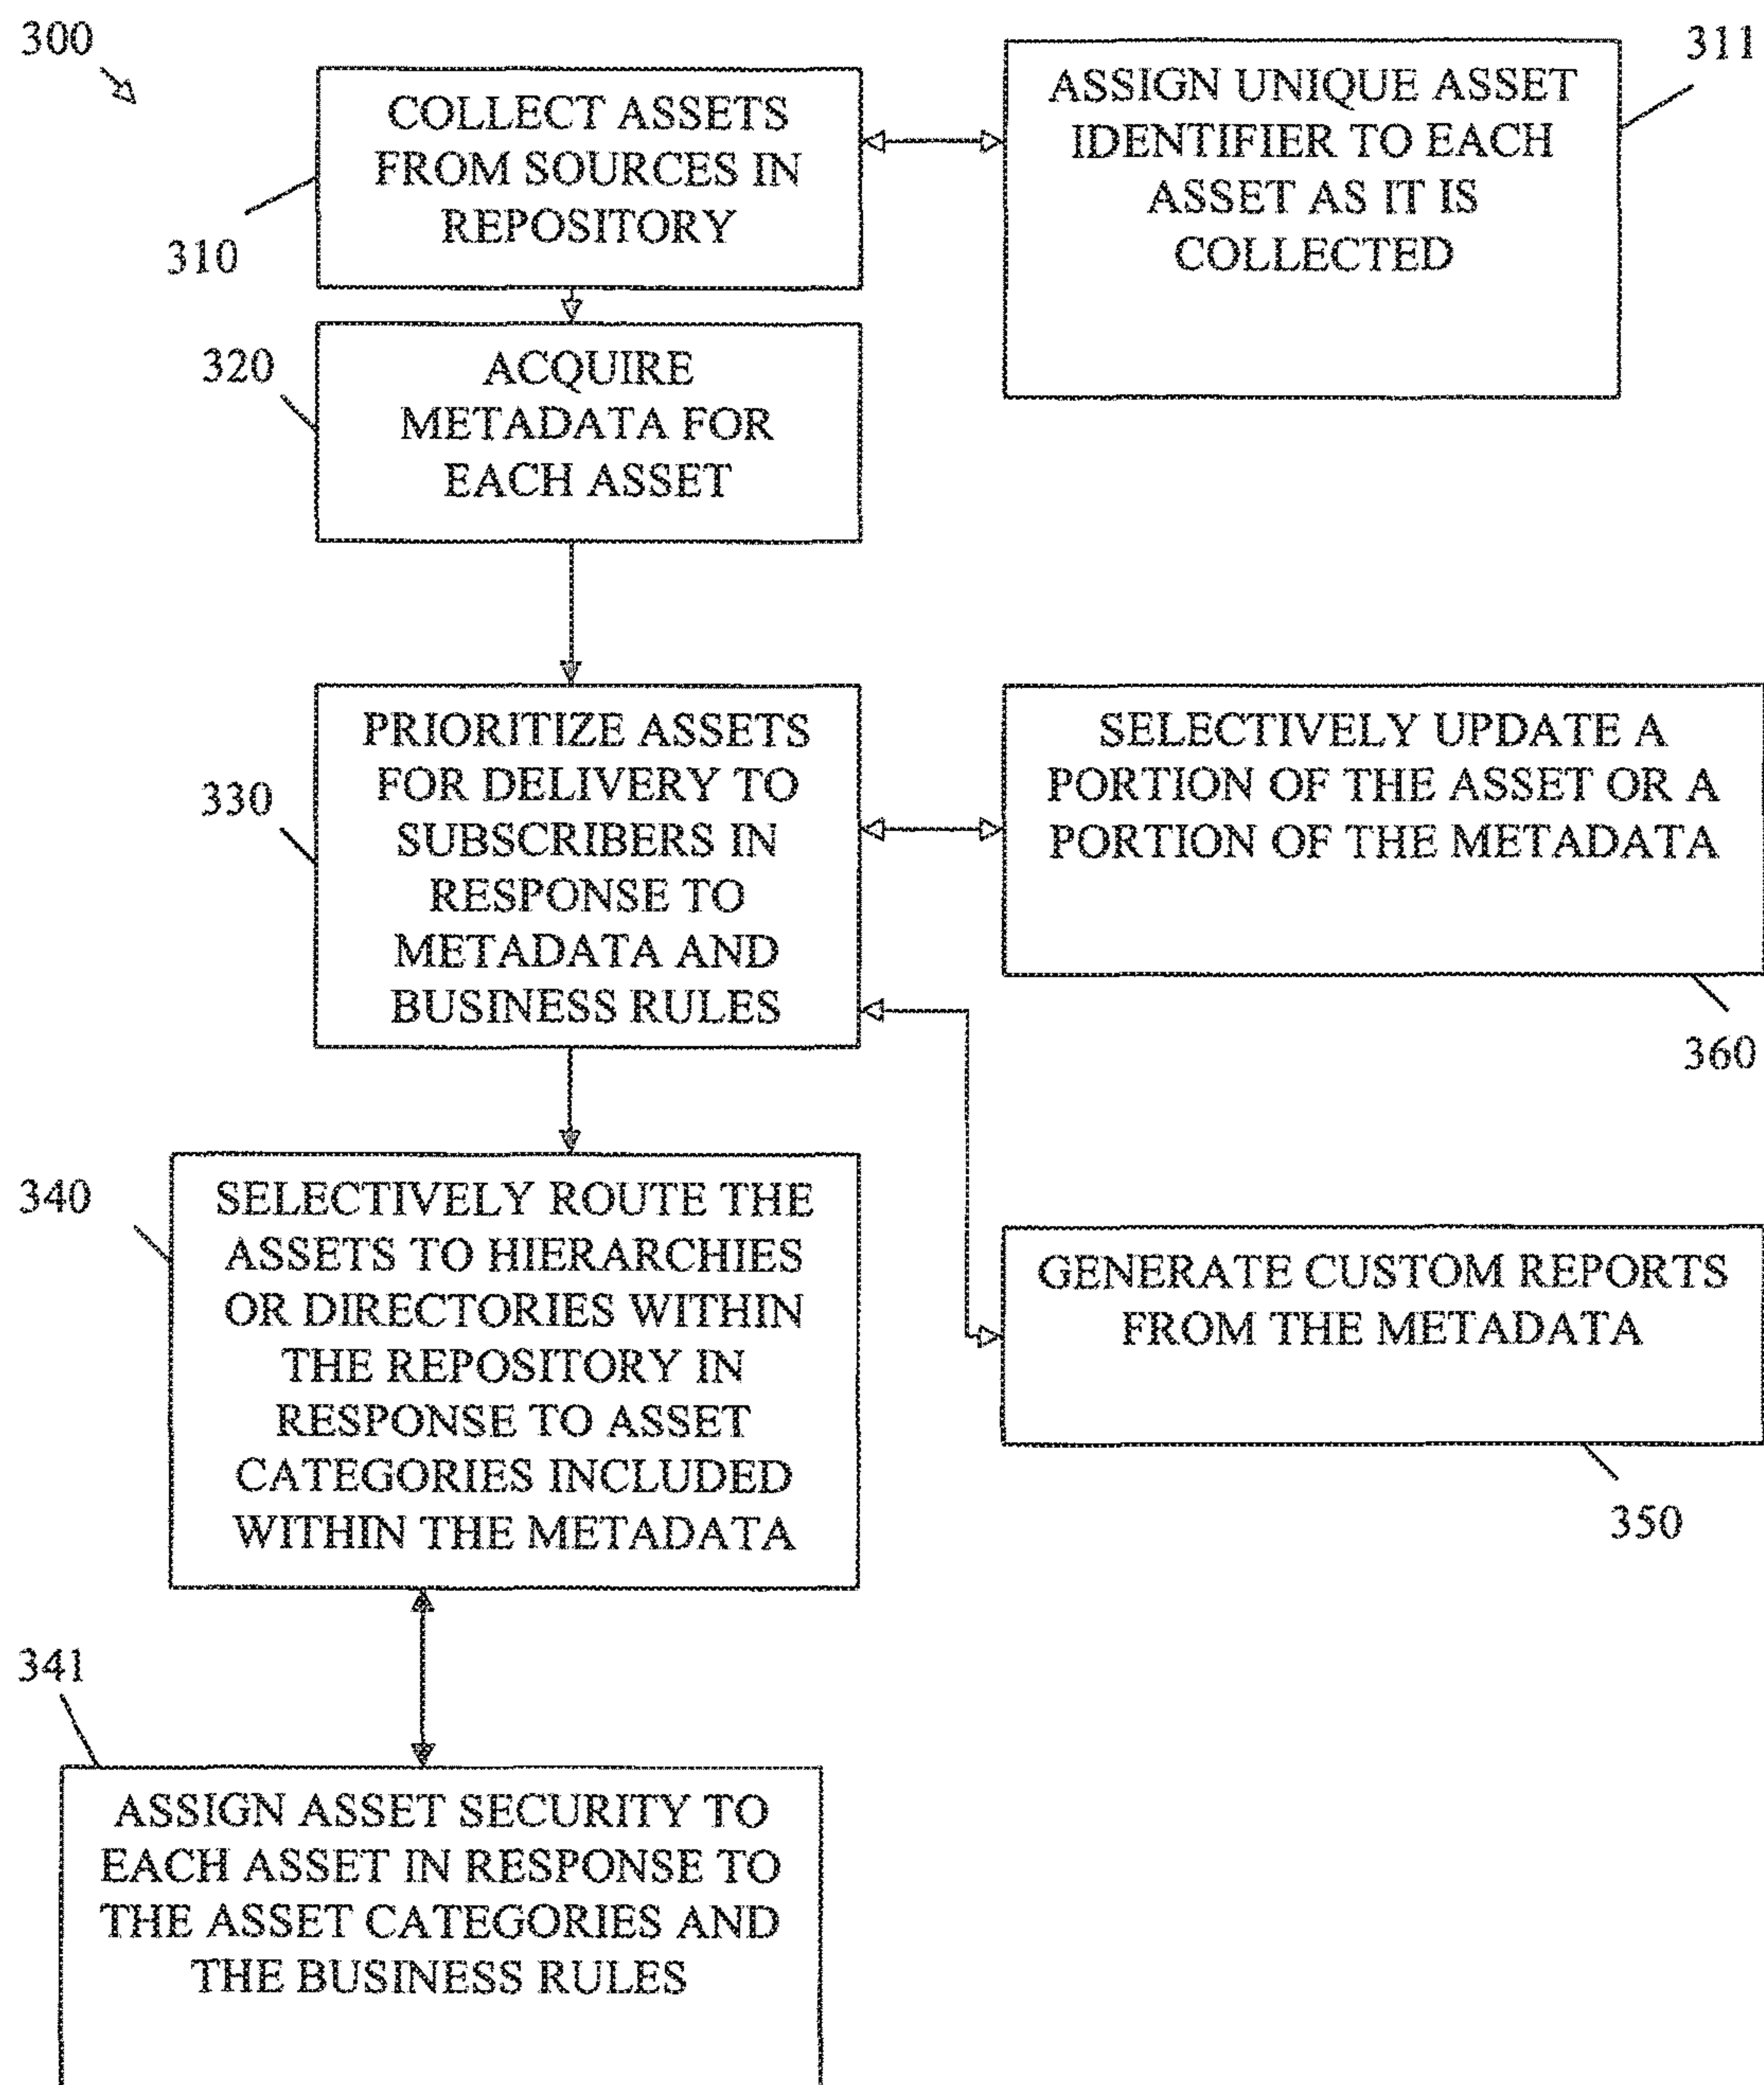 300
COLLECT ASSETS
FROM SOURCES IN
REPOSITORY
310
ASSIGN UNIQUE ASSET
IDENTIFIER TO EACH
ASSET AS IT IS
COLLECTED
311
320
ACQUIRE
METADATA FOR
EACH ASSET
330
PRIORITIZE ASSETS
FOR DELIVERY TO
SUBSCRIBERS IN
RESPONSE TO
METADATA AND
BUSINESS RULES
SELECTIVELY UPDATE A
PORTION OF THE ASSET OR A
PORTION OF THE METADATA
360
340
SELECTIVELY ROUTE THE
ASSETS TO HIERARCHIES
OR DIRECTORIES WITHIN
THE REPOSITORY IN
RESPONSE TO ASSET
CATEGORIES INCLUDED
WITHIN THE METADATA
GENERATE CUSTOM REPORTS
FROM THE METADATA
350
341
ASSIGN ASSET SECURITY TO
EACH ASSET IN RESPONSE TO
THE ASSET CATEGORIES AND
THE BUSINESS RULES